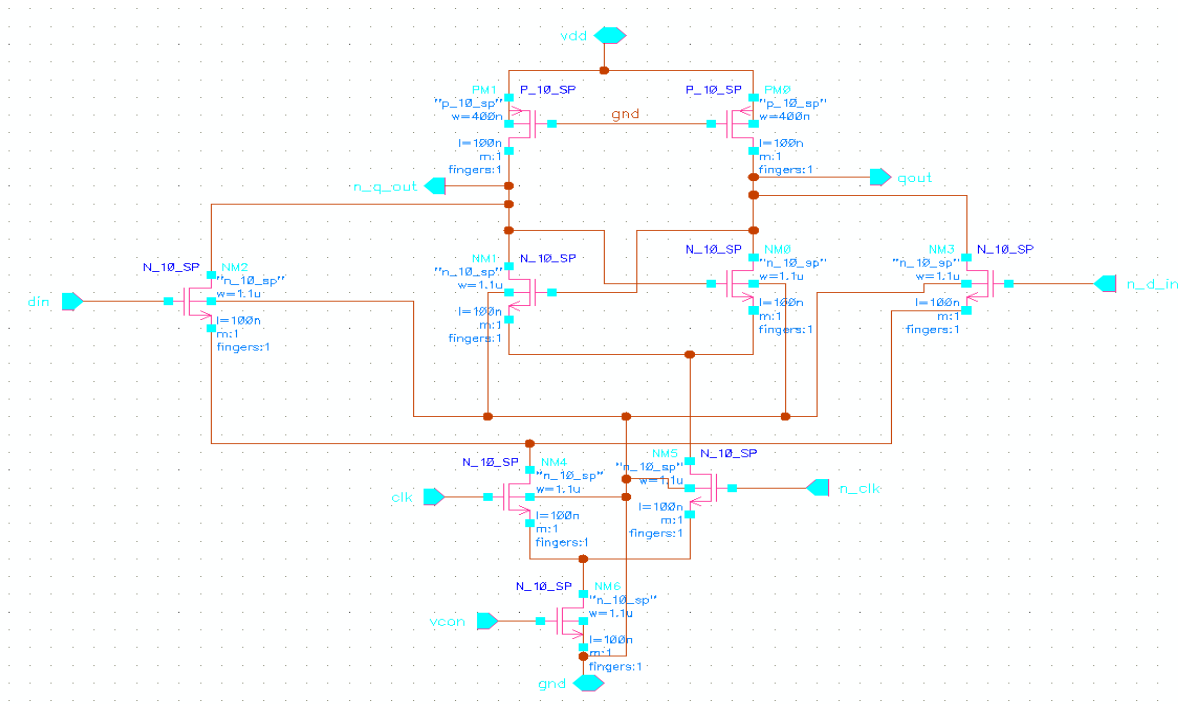 vdd
PM1 P_10_SP
"p_10_sp"
w=400n
l=100n
m:1
fingers:1
gnd
P_10_SP PM0
"p_10_sp"
w=400n
l=100n
m:1
fingers:1
n_q_out
qout
N_10_SP NM2
"n_10_sp"
w=1.1u
l=100n
m:1
fingers:1
din
NM1 N_10_SP
"n_10_sp"
w=1.1u
l=100n
m:1
fingers:1
N_10_SP NM0
"n_10_sp"
w=1.1u
l=100n
m:1
fingers:1
NM3 N_10_SP
"n_10_sp"
w=1.1u
l=100n
m:1
fingers:1
n_d_in
N_10_SP NM4
"n_10_sp"
w=1.1u
l=100n
m:1
fingers:1
clk
NM5 N_10_SP
"n_10_sp"
w=1.1u
l=100n
m:1
fingers:1
n_clk
N_10_SP NM6
"n_10_sp"
w=1.1u
l=100n
m:1
fingers:1
vcon
gnd